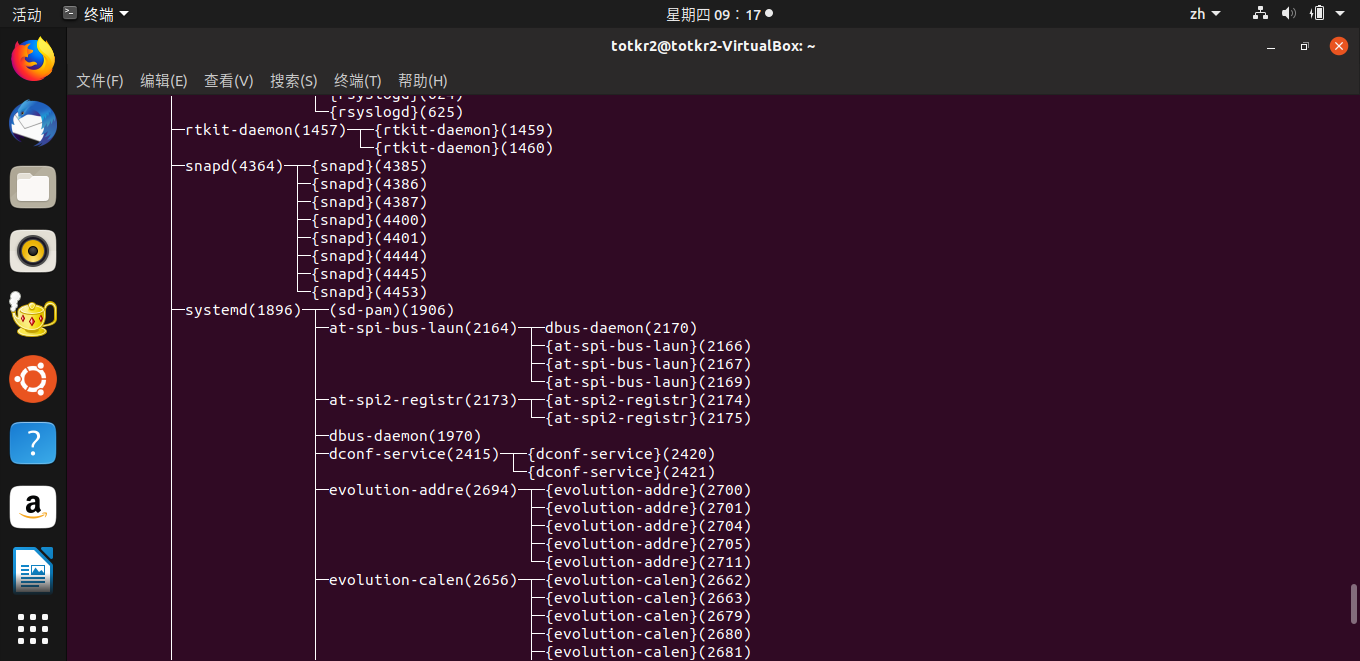 活动 终端 星期四 09：17 zh
totkr2@totkr2-VirtualBox: ~
文件(F) 编辑(E) 查看(V) 搜索(S) 终端(T) 帮助(H)
{rsyslogd}(624)
{rsyslogd}(625)
rtkit-daemon(1457) {rtkit-daemon}(1459)
{rtkit-daemon}(1460)
snapd(4364) {snapd}(4385)
{snapd}(4386)
{snapd}(4387)
{snapd}(4400)
{snapd}(4401)
{snapd}(4444)
{snapd}(4445)
{snapd}(4453)
systemd(1896) (sd-pam)(1906)
at-spi-bus-laun(2164) dbus-daemon(2170)
{at-spi-bus-laun}(2166)
{at-spi-bus-laun}(2167)
{at-spi-bus-laun}(2169)
at-spi2-registr(2173) {at-spi2-registr}(2174)
{at-spi2-registr}(2175)
dbus-daemon(1970)
dconf-service(2415) {dconf-service}(2420)
{dconf-service}(2421)
evolution-addre(2694) {evolution-addre}(2700)
{evolution-addre}(2701)
{evolution-addre}(2704)
{evolution-addre}(2705)
{evolution-addre}(2711)
evolution-calen(2656) {evolution-calen}(2662)
{evolution-calen}(2663)
{evolution-calen}(2679)
{evolution-calen}(2680)
{evolution-calen}(2681)